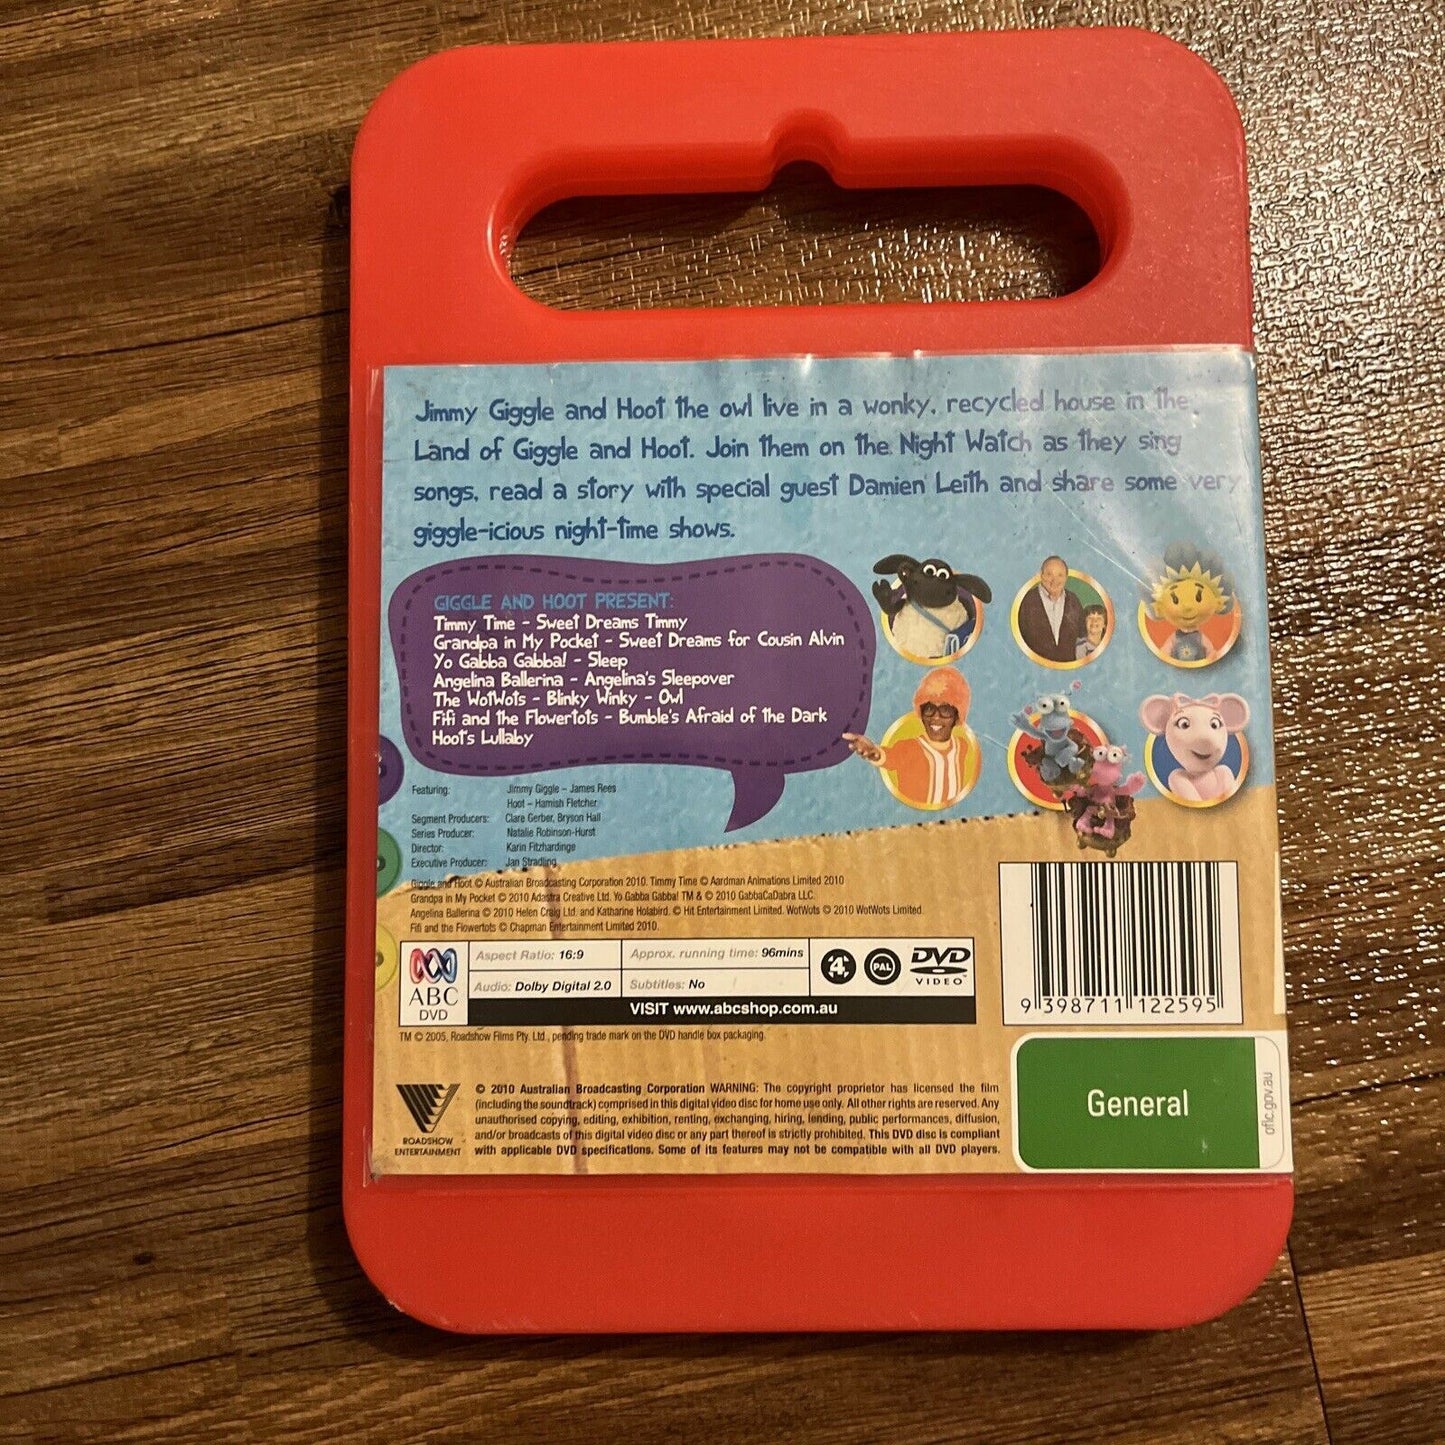 Jimmy Giggle and Hoot the owl live in a wonky, recycled house in the
Land of Giggle and Hoot. Join them on the Night Watch as they sing
songs, read a story with special guest Damien Leith and share some very
giggle-icious night-time shows.
GIGGLE AND HOOT PRESENT:
Timmy Time - Sweet Dreams Timmy
Grandpa in My Pocket - Sweet Dreams for Cousin Alvin
Yo Gabba Gabba! - Sleep
Angelina Ballerina - Angelina's Sleepover
The WotWots - Blinky Winky - Owl
Fifi and the Flowertots - Bumble's Afraid of the Dark
Hoot's Lullaby
Featuring: Jimmy Giggle – James Rees
Hoot – Hamish Fletcher
Segment Producers: Clare Gerber, Bryson Hall
Series Producer: Natalie Robinson-Hurst
Director: Karin Fitzhardinge
Executive Producer: Jan Stradling
Giggle and Hoot © Australian Broadcasting Corporation 2010. Timmy Time © Aardman Animations Limited 2010
Grandpa in My Pocket © 2010 Adastra Creative Ltd. Yo Gabba Gabba! TM & © 2010 GabbaCaDabra LLC.
Angelina Ballerina © 2010 Helen Craig Ltd. and Katharine Holabird. © Hit Entertainment Limited. WotWots © 2010 WotWots Limited.
Fifi and the Flowertots © Chapman Entertainment Limited 2010.
ABC
DVD
Aspect Ratio: 16:9
Approx. running time: 96mins
Audio: Dolby Digital 2.0
Subtitles: No
4
PAL
DVD
VIDEO
VISIT www.abcshop.com.au
9 398711 122595
TM © 2005, Roadshow Films Pty. Ltd., pending trade mark on the DVD handle box packaging.
General
oflc.gov.au
ROADSHOW
ENTERTAINMENT
© 2010 Australian Broadcasting Corporation WARNING: The copyright proprietor has licensed the film
(including the soundtrack) comprised in this digital video disc for home use only. All other rights are reserved. Any
unauthorised copying, editing, exhibition, renting, exchanging, hiring, lending, public performances, diffusion,
and/or broadcasts of this digital video disc or any part thereof is strictly prohibited. This DVD disc is compliant
with applicable DVD specifications. Some of its features may not be compatible with all DVD players.